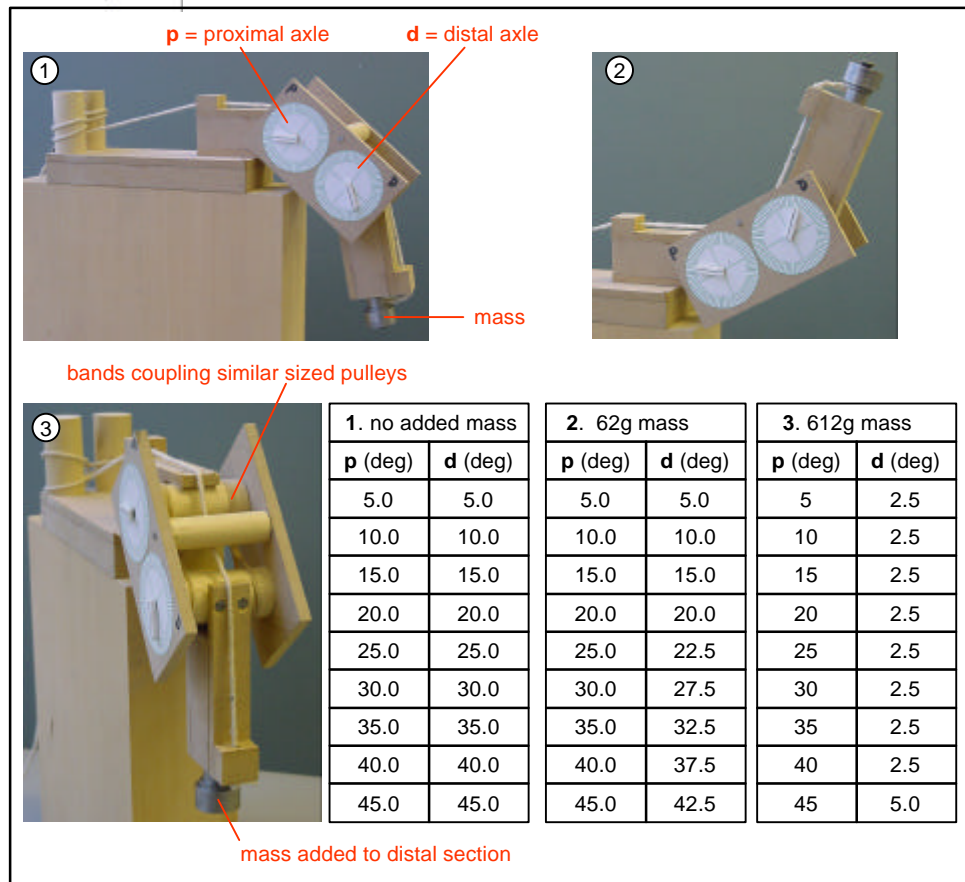 p = proximal axle
d = distal axle
1
2
mass
bands coupling similar sized pulleys
3
1. no added mass
p (deg) d (deg)
5.0 5.0
10.0 10.0
15.0 15.0
20.0 20.0
25.0 25.0
30.0 30.0
35.0 35.0
40.0 40.0
45.0 45.0
2. 62g mass
p (deg) d (deg)
5.0 5.0
10.0 10.0
15.0 15.0
20.0 20.0
25.0 22.5
30.0 27.5
35.0 32.5
40.0 37.5
45.0 42.5
3. 612g mass
p (deg) d (deg)
5 2.5
10 2.5
15 2.5
20 2.5
25 2.5
30 2.5
35 2.5
40 2.5
45 5.0
mass added to distal section